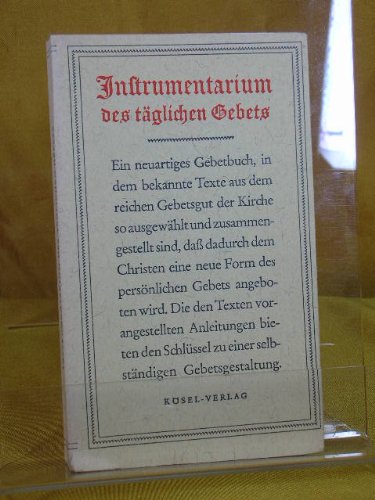 Instrumentarium
des täglichen Gebets
Ein neuartiges Gebetbuch, in
dem bekannte Texte aus dem
reichen Gebetsgut der Kirche
so ausgewählt und zusammen-
gestellt sind, daß dadurch dem
Christen eine neue Form des
persönlichen Gebets angebo-
ten wird. Die den Texten vor-
angestellten Anleitungen bie-
ten den Schlüssel zu einer selb-
ständigen Gebetsgestaltung.
KÖSEL-VERLAG